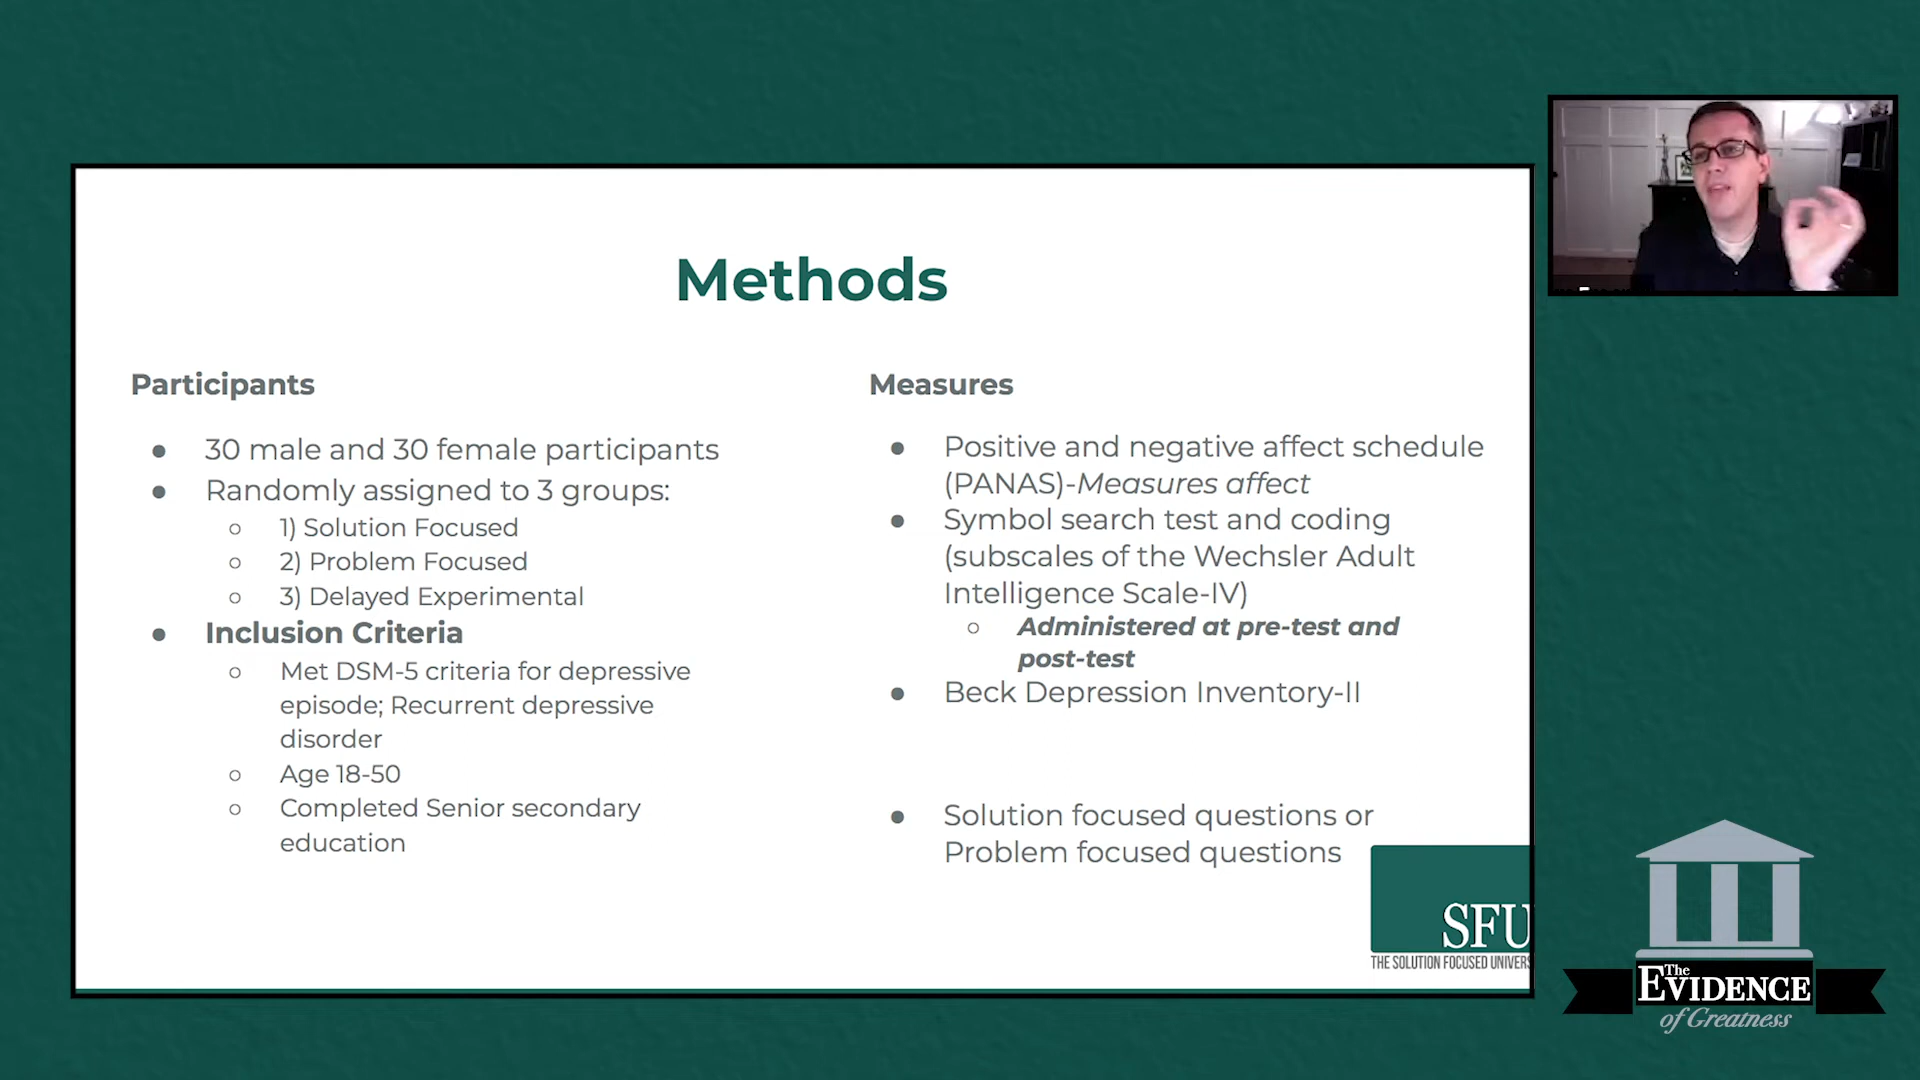 Methods
Participants
30 male and 30 female participants
Randomly assigned to 3 groups:
1) Solution Focused
2) Problem Focused
3) Delayed Experimental
Inclusion Criteria
Met DSM-5 criteria for depressive
episode; Recurrent depressive
disorder
Age 18-50
Completed Senior secondary
education
Measures
Positive and negative affect schedule
(PANAS)-Measures affect
Symbol search test and coding
(subscales of the Wechsler Adult
Intelligence Scale-IV)
Administered at pre-test and
post-test
Beck Depression Inventory-II
Solution focused questions or
Problem focused questions
SFU
THE SOLUTION FOCUSED UNIVERS
The
EVIDENCE
of Greatness